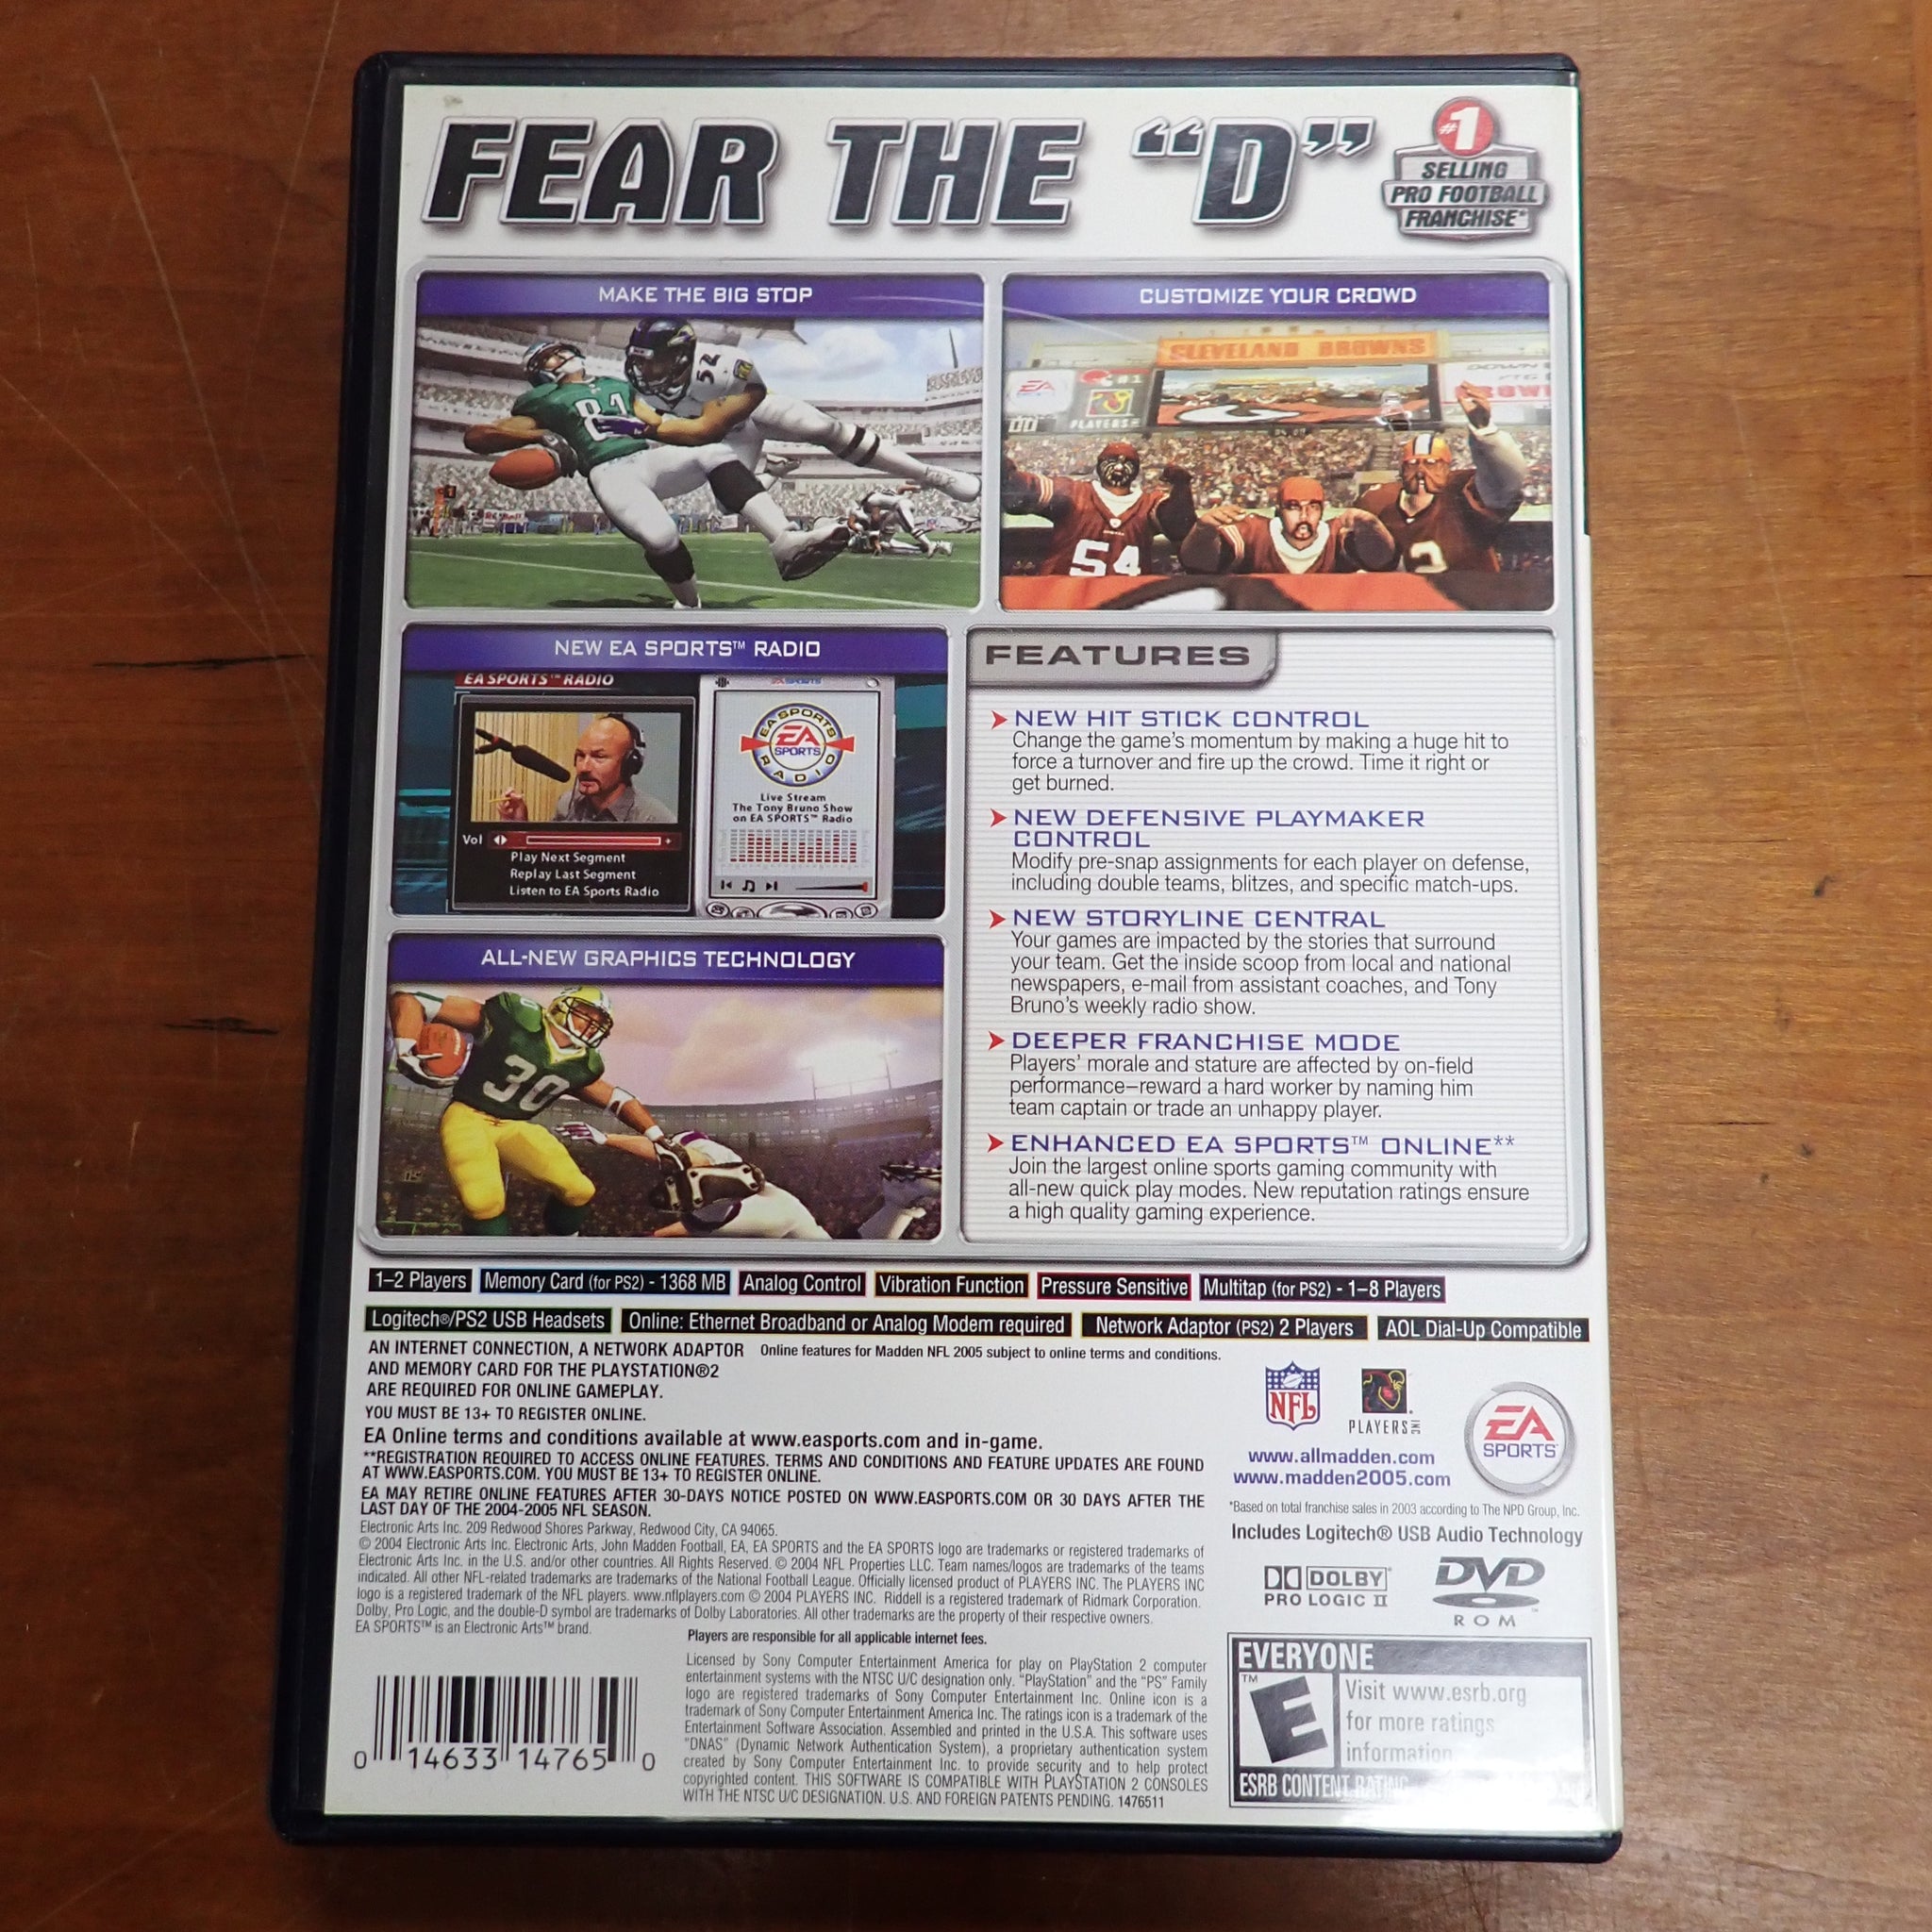 FEAR THE “D”
#1
SELLING
PRO FOOTBALL
FRANCHISE*
MAKE THE BIG STOP
81
52
CUSTOMIZE YOUR CROWD
CLEVELAND BROWNS
EA
PLAYERS
54
2
NEW EA SPORTS™ RADIO
EA SPORTS™ RADIO
Vol
Play Next Segment
Replay Last Segment
Listen to EA Sports Radio
EA SPORTS
EA SPORTS
EA
SPORTS
RADIO
Live Stream
The Tony Bruno Show
on EA SPORTS™ Radio
ALL-NEW GRAPHICS TECHNOLOGY
30
FEATURES
NEW HIT STICK CONTROL
Change the game’s momentum by making a huge hit to
force a turnover and fire up the crowd. Time it right or
get burned.
NEW DEFENSIVE PLAYMAKER
CONTROL
Modify pre-snap assignments for each player on defense,
including double teams, blitzes, and specific match-ups.
NEW STORYLINE CENTRAL
Your games are impacted by the stories that surround
your team. Get the inside scoop from local and national
newspapers, e-mail from assistant coaches, and Tony
Bruno’s weekly radio show.
DEEPER FRANCHISE MODE
Players’ morale and stature are affected by on-field
performance–reward a hard worker by naming him
team captain or trade an unhappy player.
ENHANCED EA SPORTS™ ONLINE**
Join the largest online sports gaming community with
all-new quick play modes. New reputation ratings ensure
a high quality gaming experience.
1–2 Players Memory Card (for PS2) - 1368 MB Analog Control Vibration Function Pressure Sensitive Multitap (for PS2) - 1–8 Players
Logitech®/PS2 USB Headsets Online: Ethernet Broadband or Analog Modem required Network Adaptor (PS2) 2 Players AOL Dial-Up Compatible
AN INTERNET CONNECTION, A NETWORK ADAPTOR
AND MEMORY CARD FOR THE PLAYSTATION®2
ARE REQUIRED FOR ONLINE GAMEPLAY.
Online features for Madden NFL 2005 subject to online terms and conditions.
YOU MUST BE 13+ TO REGISTER ONLINE.
EA Online terms and conditions available at www.easports.com and in-game.
**REGISTRATION REQUIRED TO ACCESS ONLINE FEATURES. TERMS AND CONDITIONS AND FEATURE UPDATES ARE FOUND
AT WWW.EASPORTS.COM. YOU MUST BE 13+ TO REGISTER ONLINE.
EA MAY RETIRE ONLINE FEATURES AFTER 30-DAYS NOTICE POSTED ON WWW.EASPORTS.COM OR 30 DAYS AFTER THE
LAST DAY OF THE 2004-2005 NFL SEASON.
Electronic Arts Inc. 209 Redwood Shores Parkway, Redwood City, CA 94065.
© 2004 Electronic Arts Inc. Electronic Arts, John Madden Football, EA, EA SPORTS and the EA SPORTS logo are trademarks or registered trademarks of
Electronic Arts Inc. in the U.S. and/or other countries. All Rights Reserved. © 2004 NFL Properties LLC. Team names/logos are trademarks of the teams
indicated. All other NFL-related trademarks are trademarks of the National Football League. Officially licensed product of PLAYERS INC. The PLAYERS INC
logo is a registered trademark of the NFL players. www.nflplayers.com © 2004 PLAYERS INC. Riddell is a registered trademark of Ridmark Corporation.
Dolby, Pro Logic, and the double-D symbol are trademarks of Dolby Laboratories. All other trademarks are the property of their respective owners.
EA SPORTS™ is an Electronic Arts™ brand.
NFL
PLAYERS INC
EA
SPORTS
www.allmadden.com
www.madden2005.com
*Based on total franchise sales in 2003 according to The NPD Group, Inc.
Includes Logitech® USB Audio Technology
DOLBY
PRO LOGIC II
DVD
ROM
Players are responsible for all applicable internet fees.
Licensed by Sony Computer Entertainment America for play on PlayStation 2 computer
entertainment systems with the NTSC U/C designation only. “PlayStation” and the “PS” Family
logo are registered trademarks of Sony Computer Entertainment Inc. Online icon is a
trademark of Sony Computer Entertainment America Inc. The ratings icon is a trademark of the
Entertainment Software Association. Assembled and printed in the U.S.A. This software uses
“DNAS” (Dynamic Network Authentication System), a proprietary authentication system
created by Sony Computer Entertainment Inc. to provide security and to help protect
copyrighted content. THIS SOFTWARE IS COMPATIBLE WITH PLAYSTATION 2 CONSOLES
WITH THE NTSC U/C DESIGNATION. U.S. AND FOREIGN PATENTS PENDING. 1476511
0 14633 14765 0
EVERYONE
E™
Visit www.esrb.org
for more ratings
information
ESRB CONTENT RATING